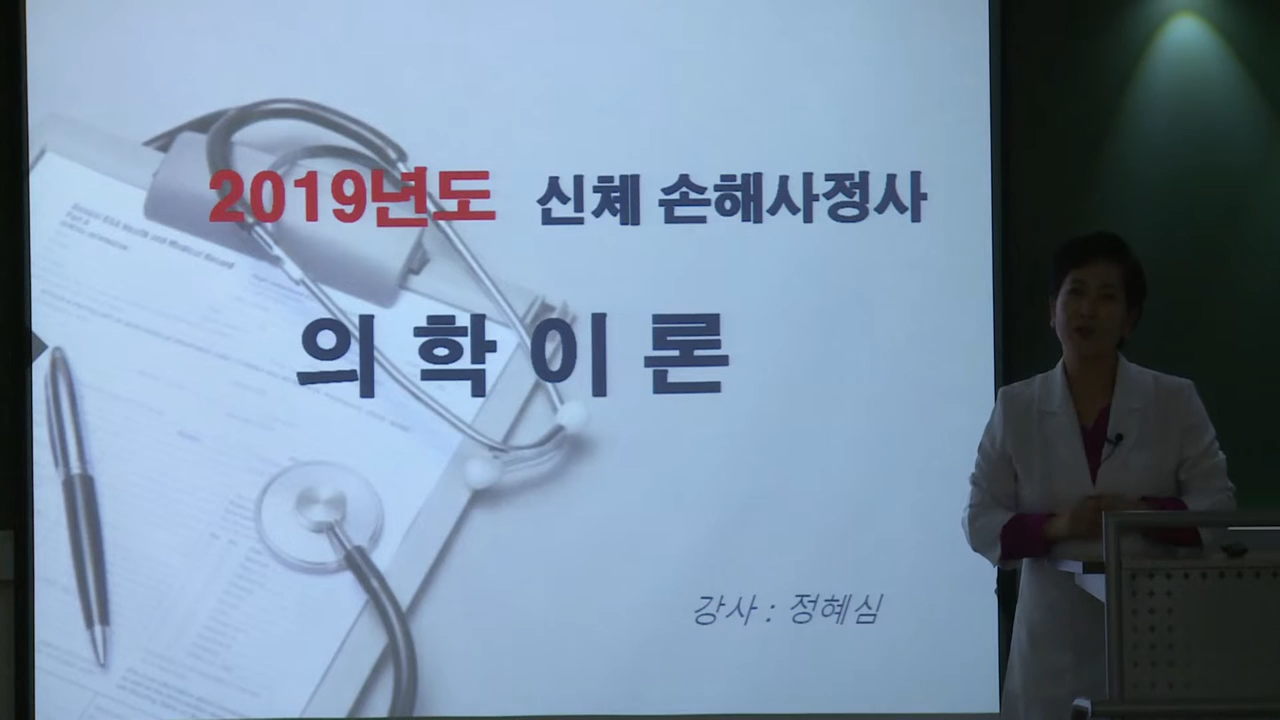 2019년도 신체 손해사정사
의 학 이 론
강사 : 정혜심